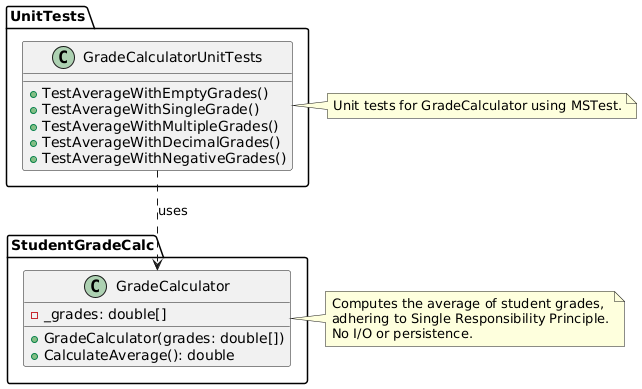 UnitTests
C GradeCalculatorUnitTests
TestAverageWithEmptyGrades()
TestAverageWithSingleGrade()
TestAverageWithMultipleGrades()
TestAverageWithDecimalGrades()
TestAverageWithNegativeGrades()
Unit tests for GradeCalculator using MSTest.
uses
StudentGradeCalc
C GradeCalculator
_grades: double[]
GradeCalculator(grades: double[])
CalculateAverage(): double
Computes the average of student grades,
adhering to Single Responsibility Principle.
No I/O or persistence.